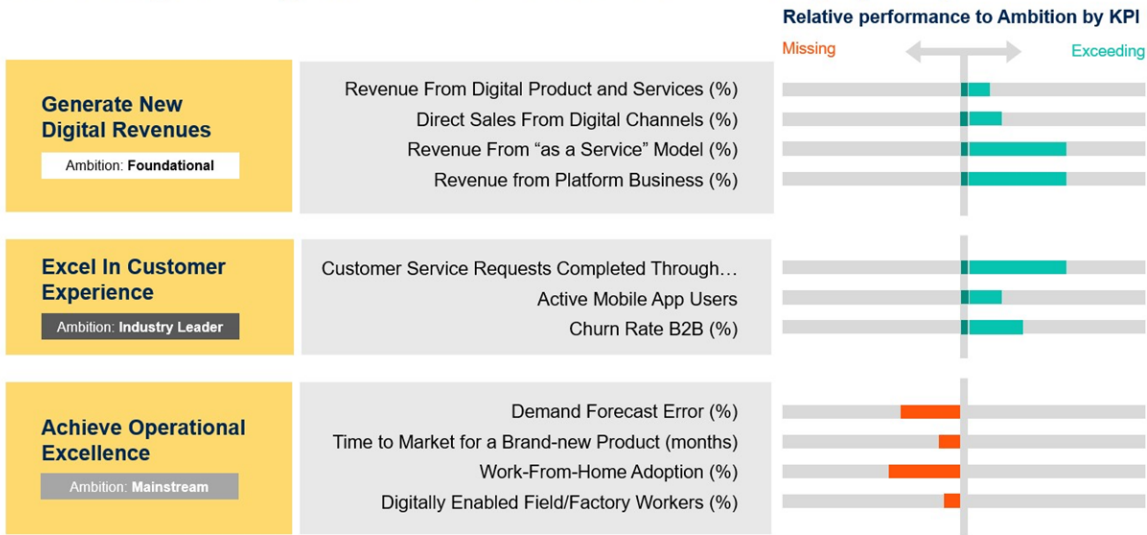 Relative performance to Ambition by KPI
Missing
Exceeding
Generate New
Digital Revenues
Ambition: Foundational
Revenue From Digital Product and Services (%)
Direct Sales From Digital Channels (%)
Revenue From “as a Service” Model (%)
Revenue from Platform Business (%)
Excel In Customer
Experience
Ambition: Industry Leader
Customer Service Requests Completed Through…
Active Mobile App Users
Churn Rate B2B (%)
Achieve Operational
Excellence
Ambition: Mainstream
Demand Forecast Error (%)
Time to Market for a Brand-new Product (months)
Work-From-Home Adoption (%)
Digitally Enabled Field/Factory Workers (%)